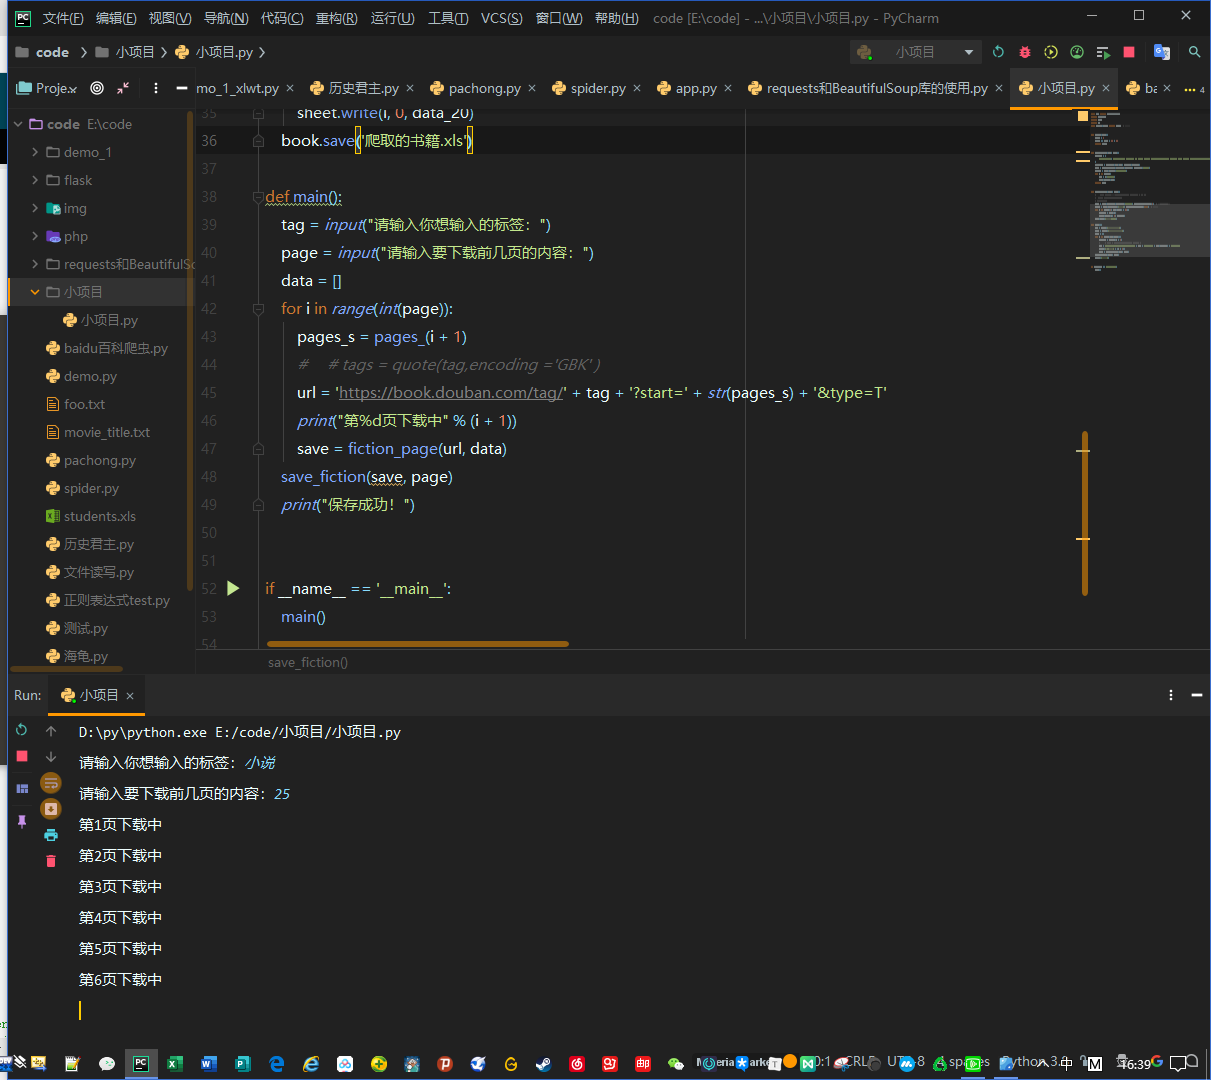 文件(F) 编辑(E) 视图(V) 导航(N) 代码(C) 重构(R) 运行(U) 工具(T) VCS(S) 窗口(W) 帮助(H) code [E:\code] - ...\小项目\小项目.py - PyCharm
code 小项目 小项目.py 小项目
Proje mo_1_xlwt.py 历史君主.py pachong.py spider.py app.py requests和BeautifulSoup库的使用.py 小项目.py ba 4
code E:\code
demo_1
flask
img
php
requests和BeautifulSo
小项目
小项目.py
baidu百科爬虫.py
demo.py
foo.txt
movie_title.txt
pachong.py
spider.py
students.xls
历史君主.py
文件读写.py
正则表达式test.py
测试.py
海龟.py
35 sheet.write(i, 0, data_20)
36 book.save('爬取的书籍.xls')
37
38 def main():
39 tag = input("请输入你想输入的标签：")
40 page = input("请输入要下载前几页的内容：")
41 data = []
42 for i in range(int(page)):
43 pages_s = pages_(i + 1)
44 # # tags = quote(tag,encoding ='GBK')
45 url = 'https://book.douban.com/tag/' + tag + '?start=' + str(pages_s) + '&type=T'
46 print("第%d页下载中" % (i + 1))
47 save = fiction_page(url, data)
48 save_fiction(save, page)
49 print("保存成功！")
50
51
52 if __name__ == '__main__':
53 main()
54
save_fiction()
Run: 小项目
D:\py\python.exe E:/code/小项目/小项目.py
请输入你想输入的标签：小说
请输入要下载前几页的内容：25
第1页下载中
第2页下载中
第3页下载中
第4页下载中
第5页下载中
第6页下载中
CRLF 4 spaces Python 3. 中 M 16:39